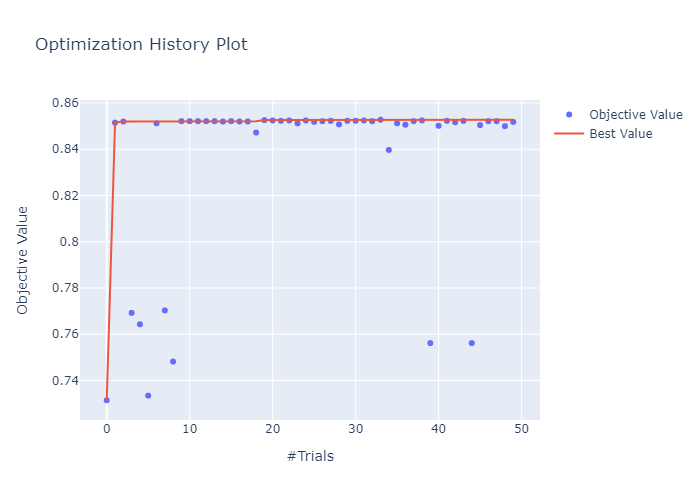 Optimization History Plot
0.86
0.84
0.82
0.8
0.78
0.76
0.74
0
10
20
30
40
50
Objective Value
#Trials
Objective Value
Best Value